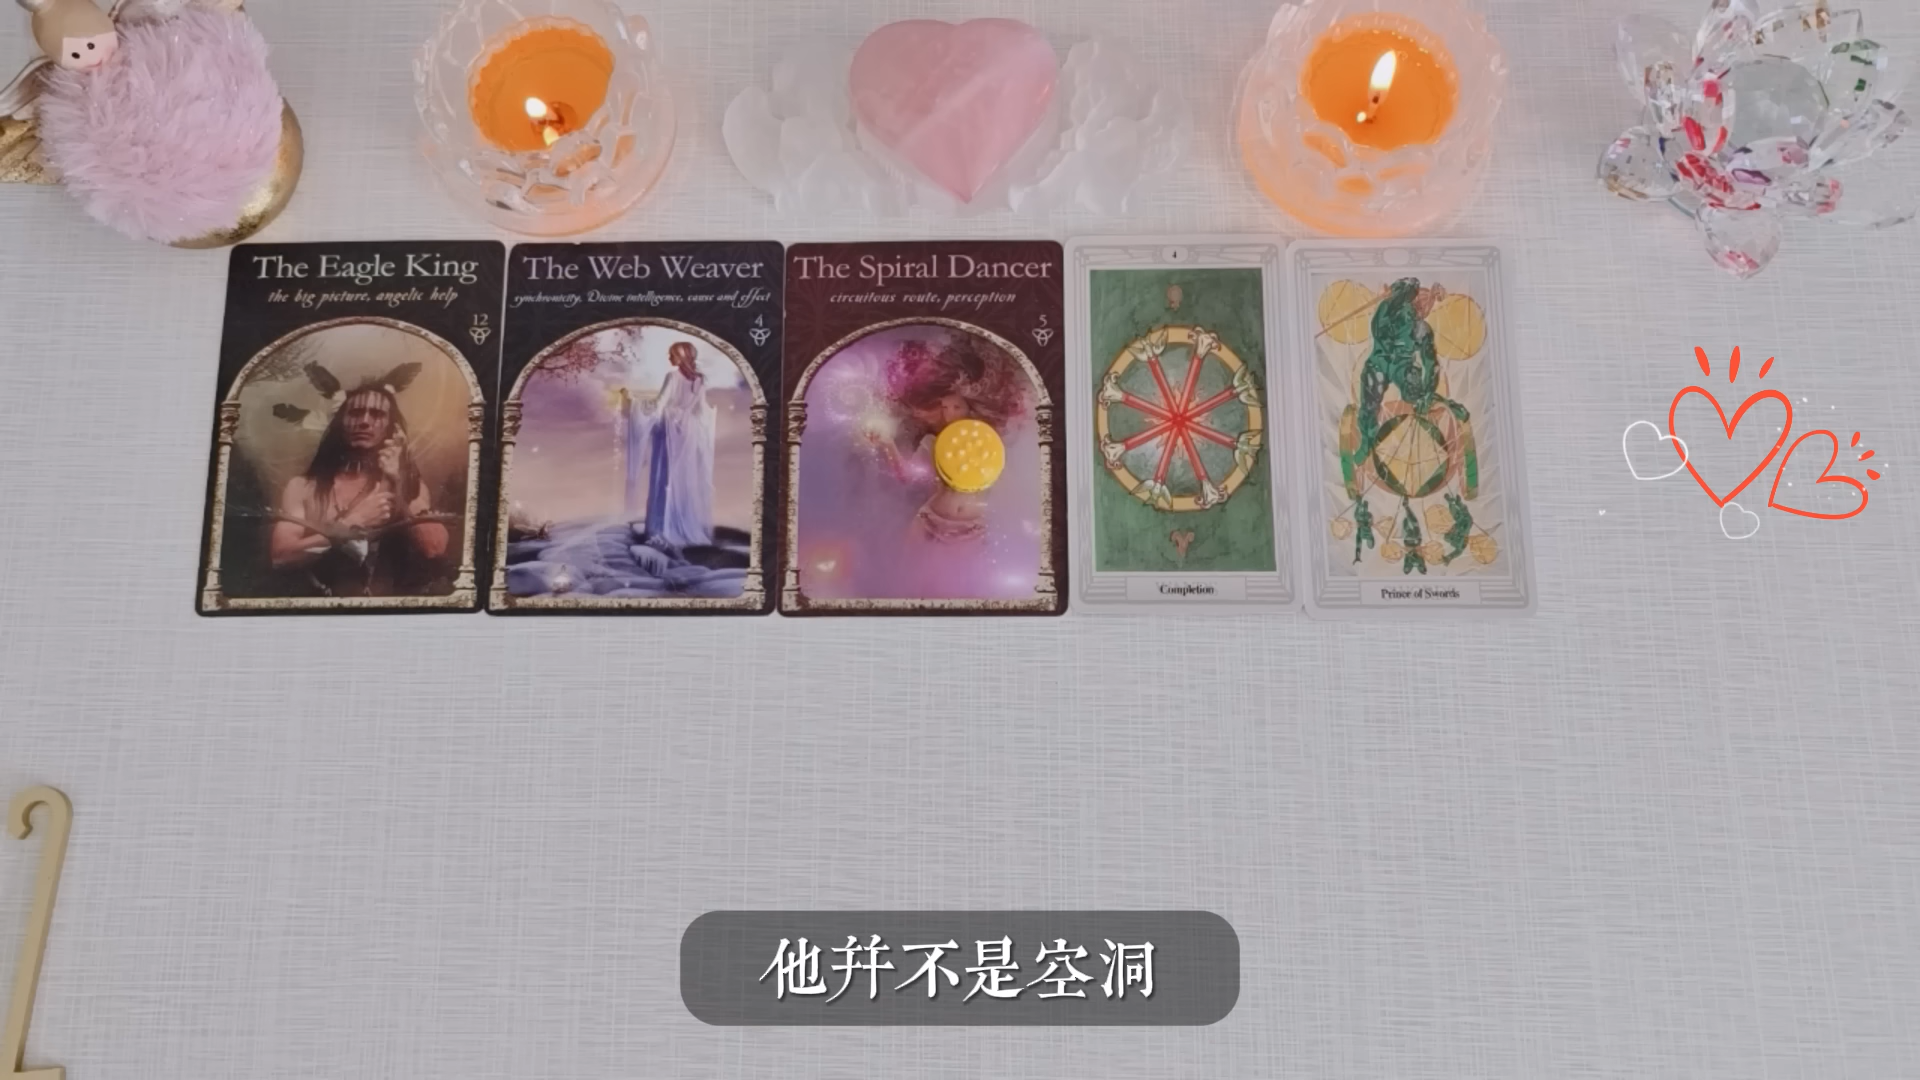 The Eagle King
the big picture, angelic help
12
The Web Weaver
synchronicity, Divine intelligence, cause and effect
4
The Spiral Dancer
circuitous route, perception
5
4
Completion
Prince of Swords
他并不是空洞